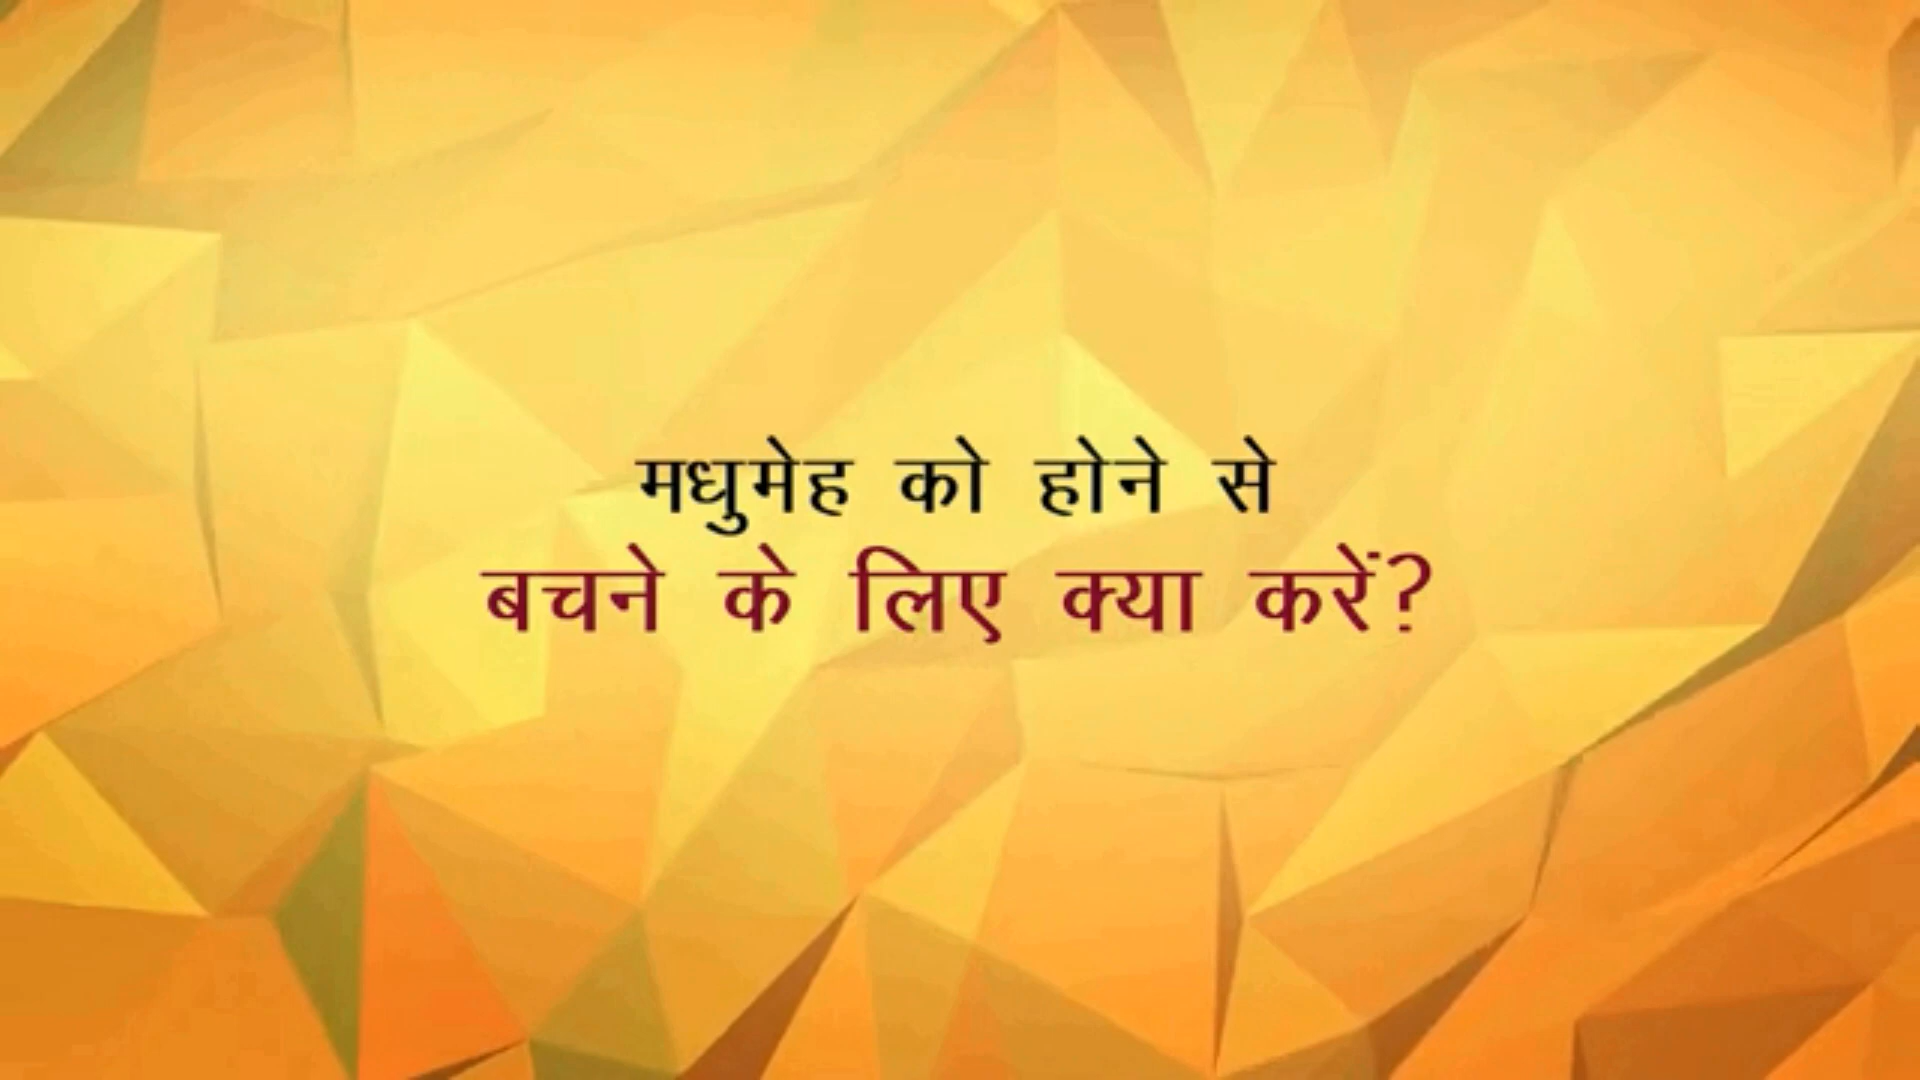 मधुमेह को होने से
बचने के लिए क्या करें?